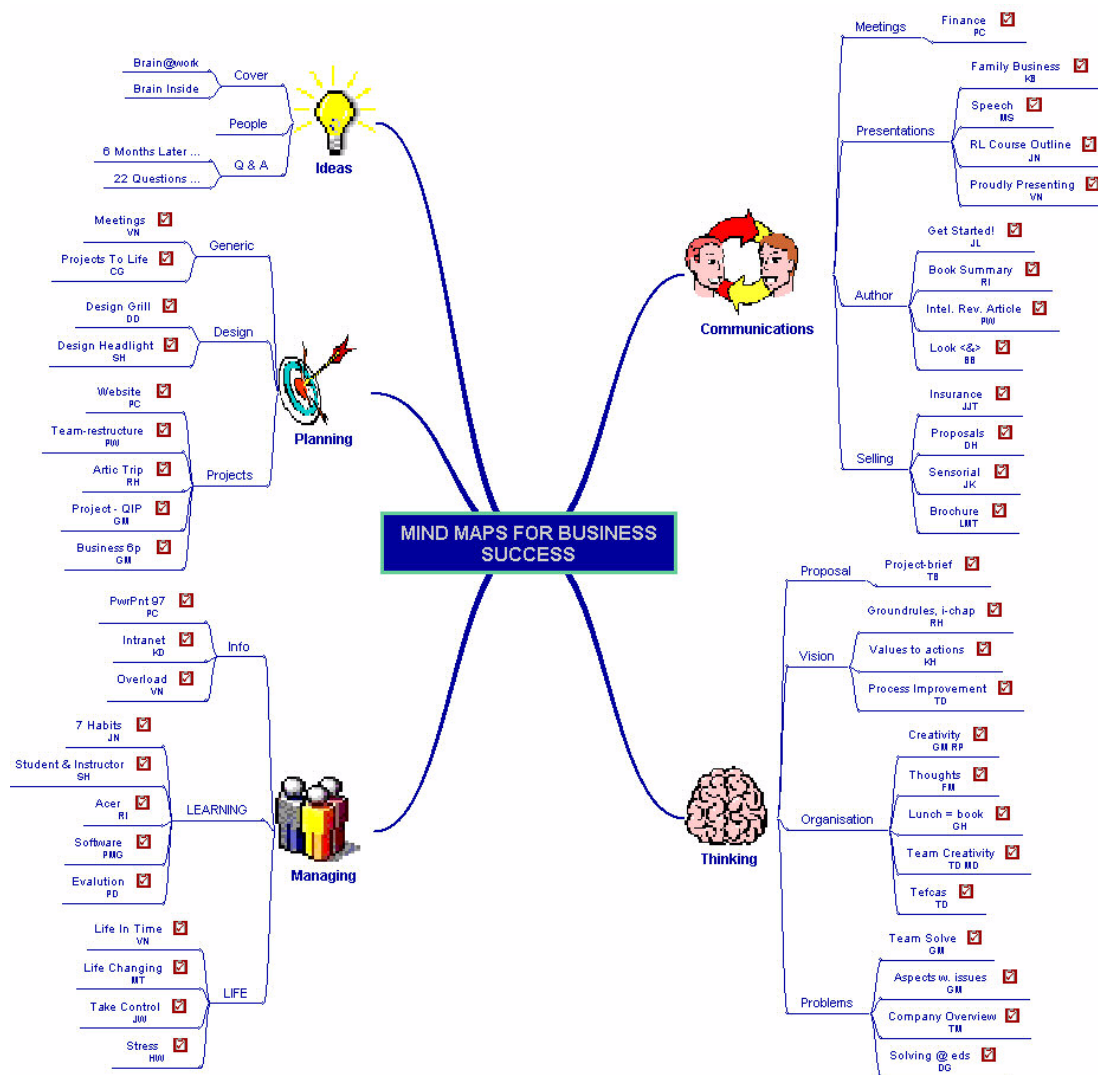 MIND MAPS FOR BUSINESS
SUCCESS
Ideas
Cover
Brain@work
Brain Inside
People
Q & A
6 Months Later ...
22 Questions ...
Planning
Generic
Meetings
VN
Projects To Life
CG
Design
Design Grill
DD
Design Headlight
SH
Projects
Website
PC
Team-restructure
PW
Artic Trip
RH
Project - QIP
GM
Business 6p
GM
Managing
Info
PwrPnt 97
PC
Intranet
KD
Overload
VN
LEARNING
7 Habits
JN
Student & Instructor
SH
Acer
RI
Software
PMG
Evalution
PD
LIFE
Life In Time
VN
Life Changing
MT
Take Control
JW
Stress
HW
Communications
Meetings
Finance
PC
Presentations
Family Business
KB
Speech
MS
RL Course Outline
JN
Proudly Presenting
VN
Author
Get Started!
JL
Book Summary
RI
Intel. Rev. Article
PW
Look <&>
BB
Selling
Insurance
JJT
Proposals
DH
Sensorial
JK
Brochure
LMT
Thinking
Proposal
Project-brief
TB
Vision
Groundrules, i-chap
RH
Values to actions
KH
Process Improvement
TD
Organisation
Creativity
GM RP
Thoughts
FM
Lunch = book
GH
Team Creativity
TD MD
Tefcas
TD
Problems
Team Solve
GM
Aspects w. issues
GM
Company Overview
TM
Solving @ eds
DG